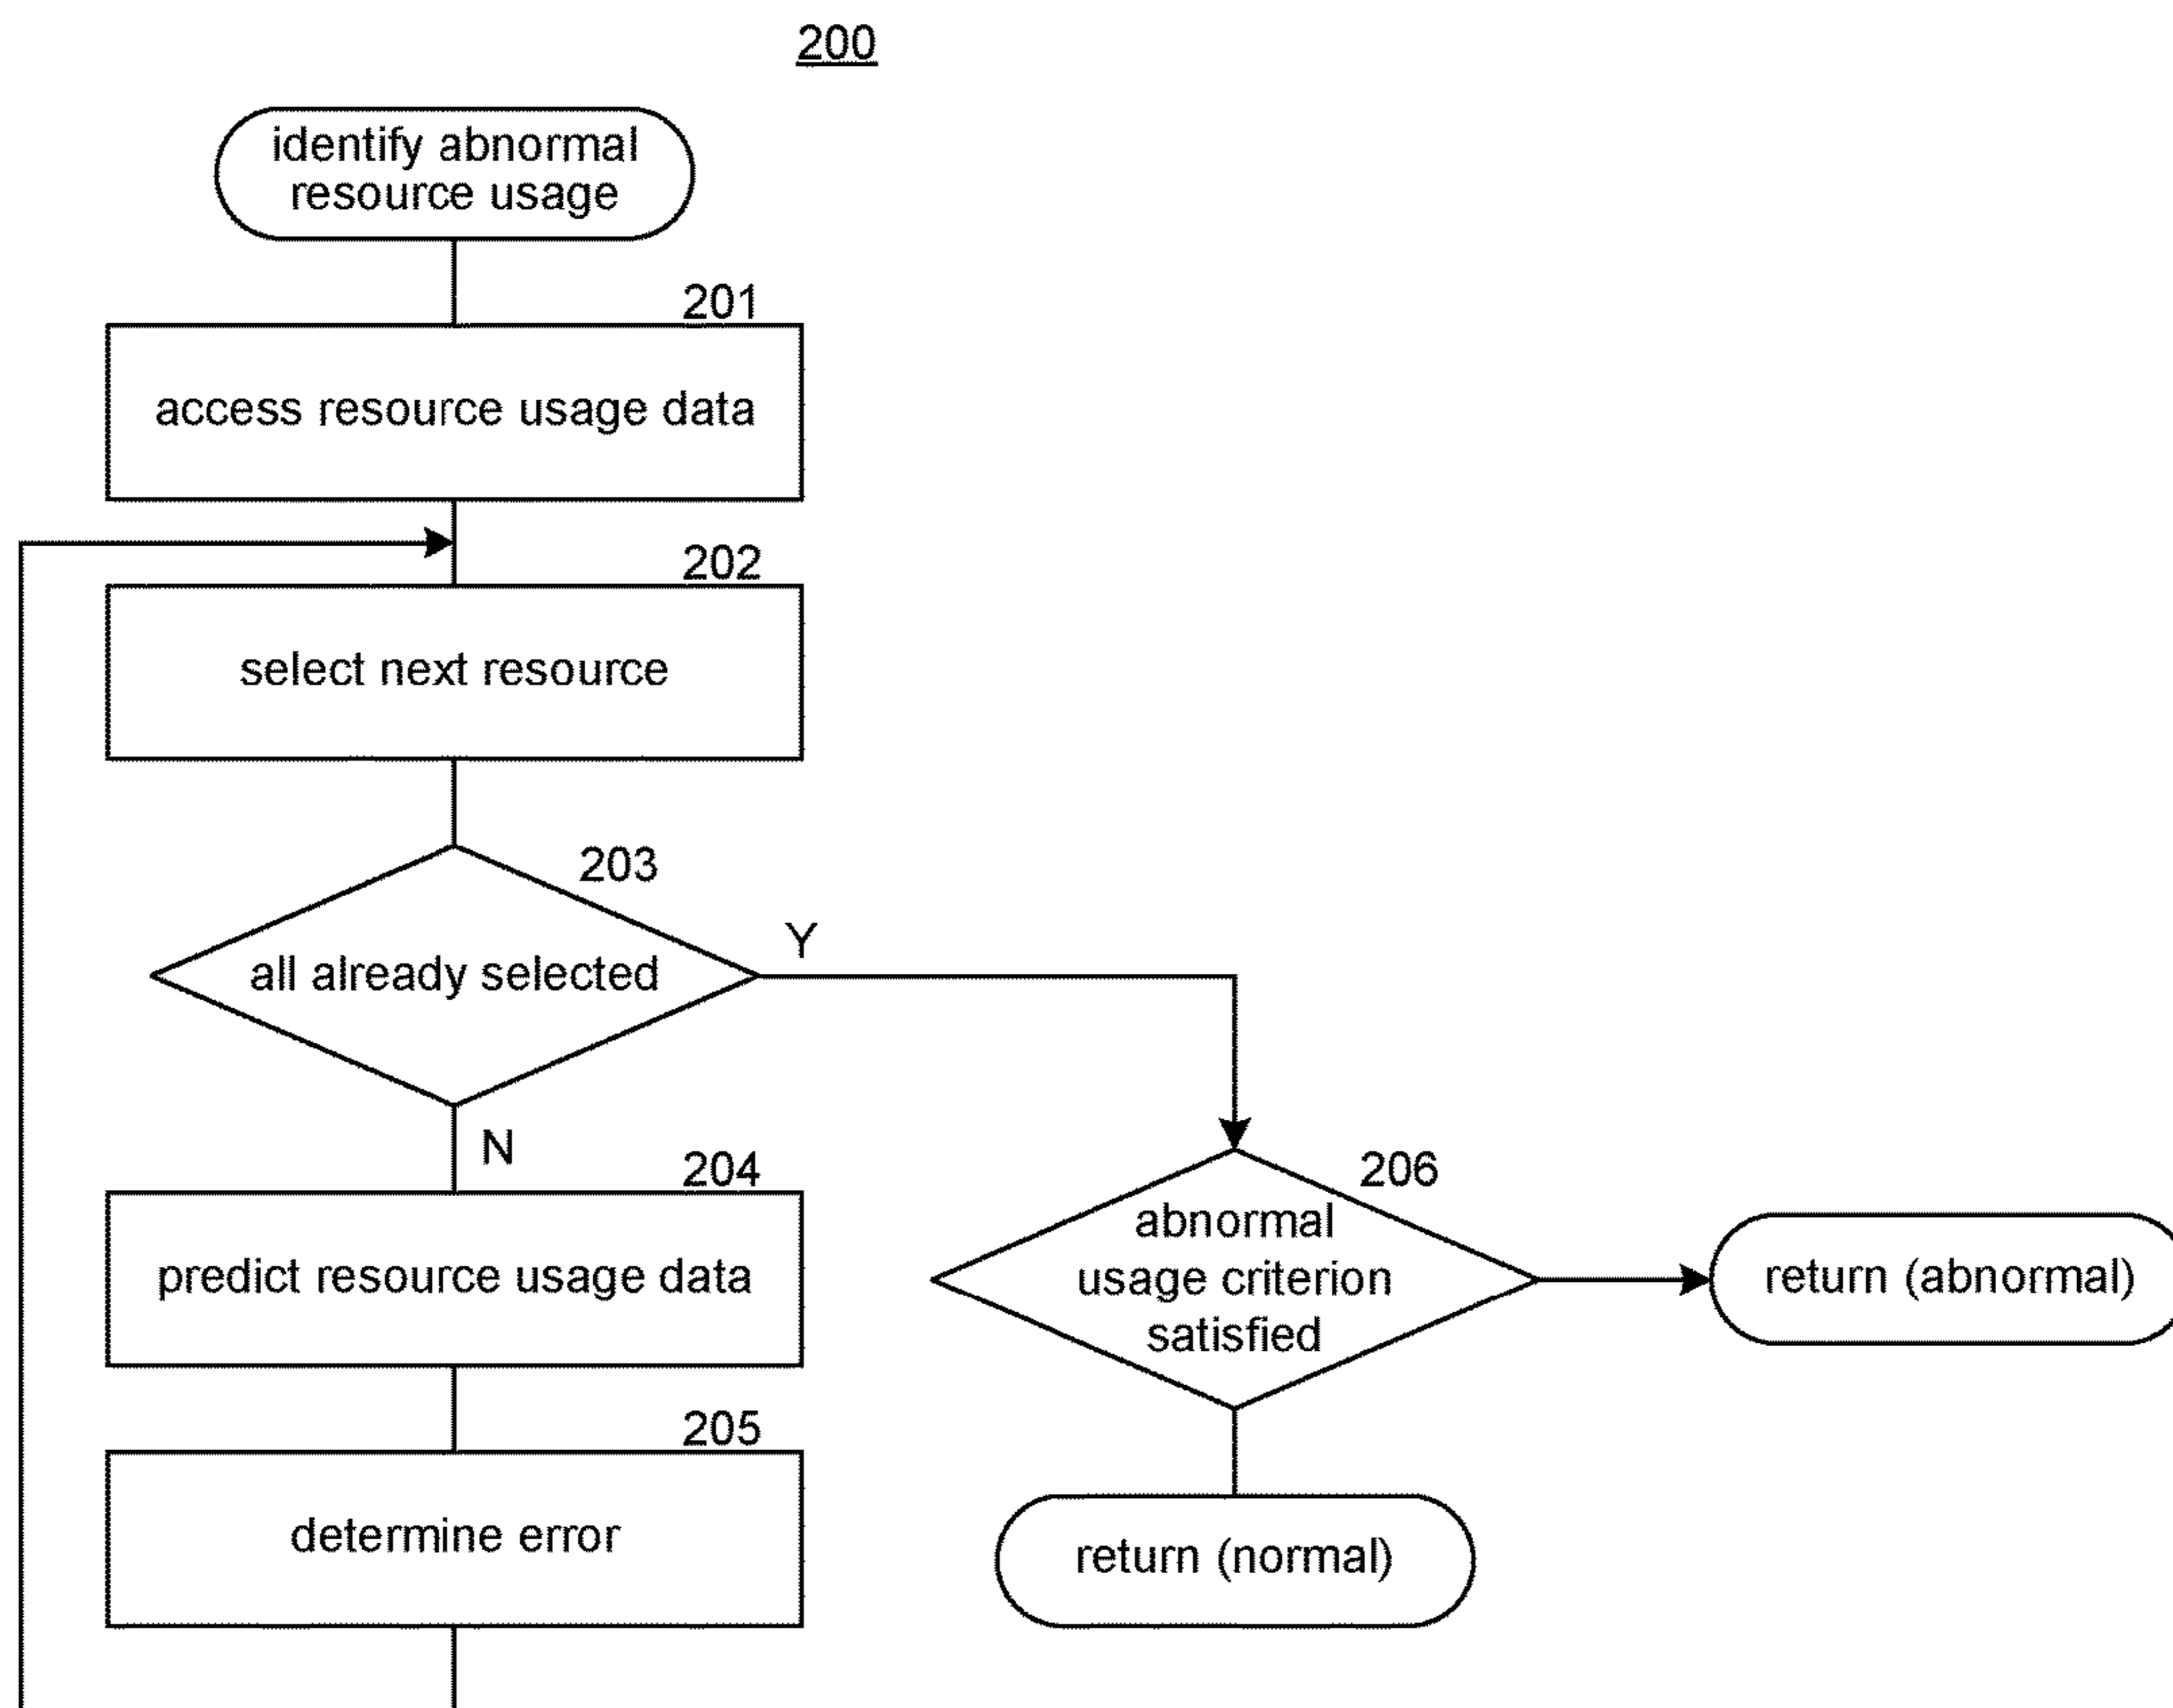 200
identify abnormal
resource usage
201
access resource usage data
202
select next resource
203
all already selected
Y
N
204
predict resource usage data
205
determine error
206
abnormal
usage criterion
satisfied
return (abnormal)
return (normal)